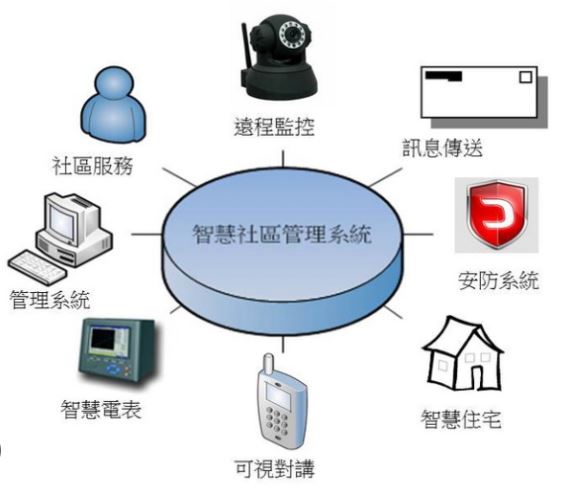 遠程監控
訊息傳送
社區服務
智慧社區管理系統
安防系統
管理系統
智慧電表
智慧住宅
可視對講